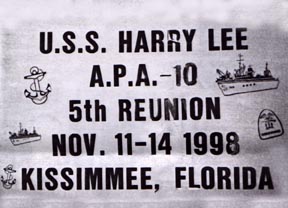 U.S.S. HARRY LEE
A.P.A.-10
5th REUNION
NOV. 11-14 1998
KISSIMMEE, FLORIDA